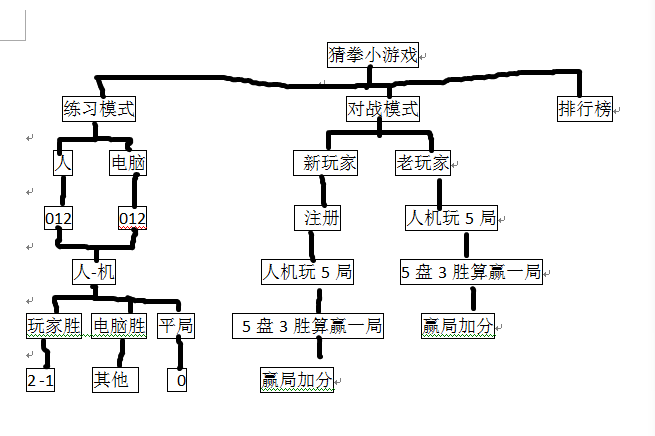 猜拳小游戏
练习模式 对战模式 排行榜
人 电脑 新玩家 老玩家
012 012 注册 人机玩5局
人-机 人机玩5局 5盘3胜算赢一局
玩家胜 电脑胜 平局 5盘3胜算赢一局 赢局加分
2-1 其他 0 赢局加分